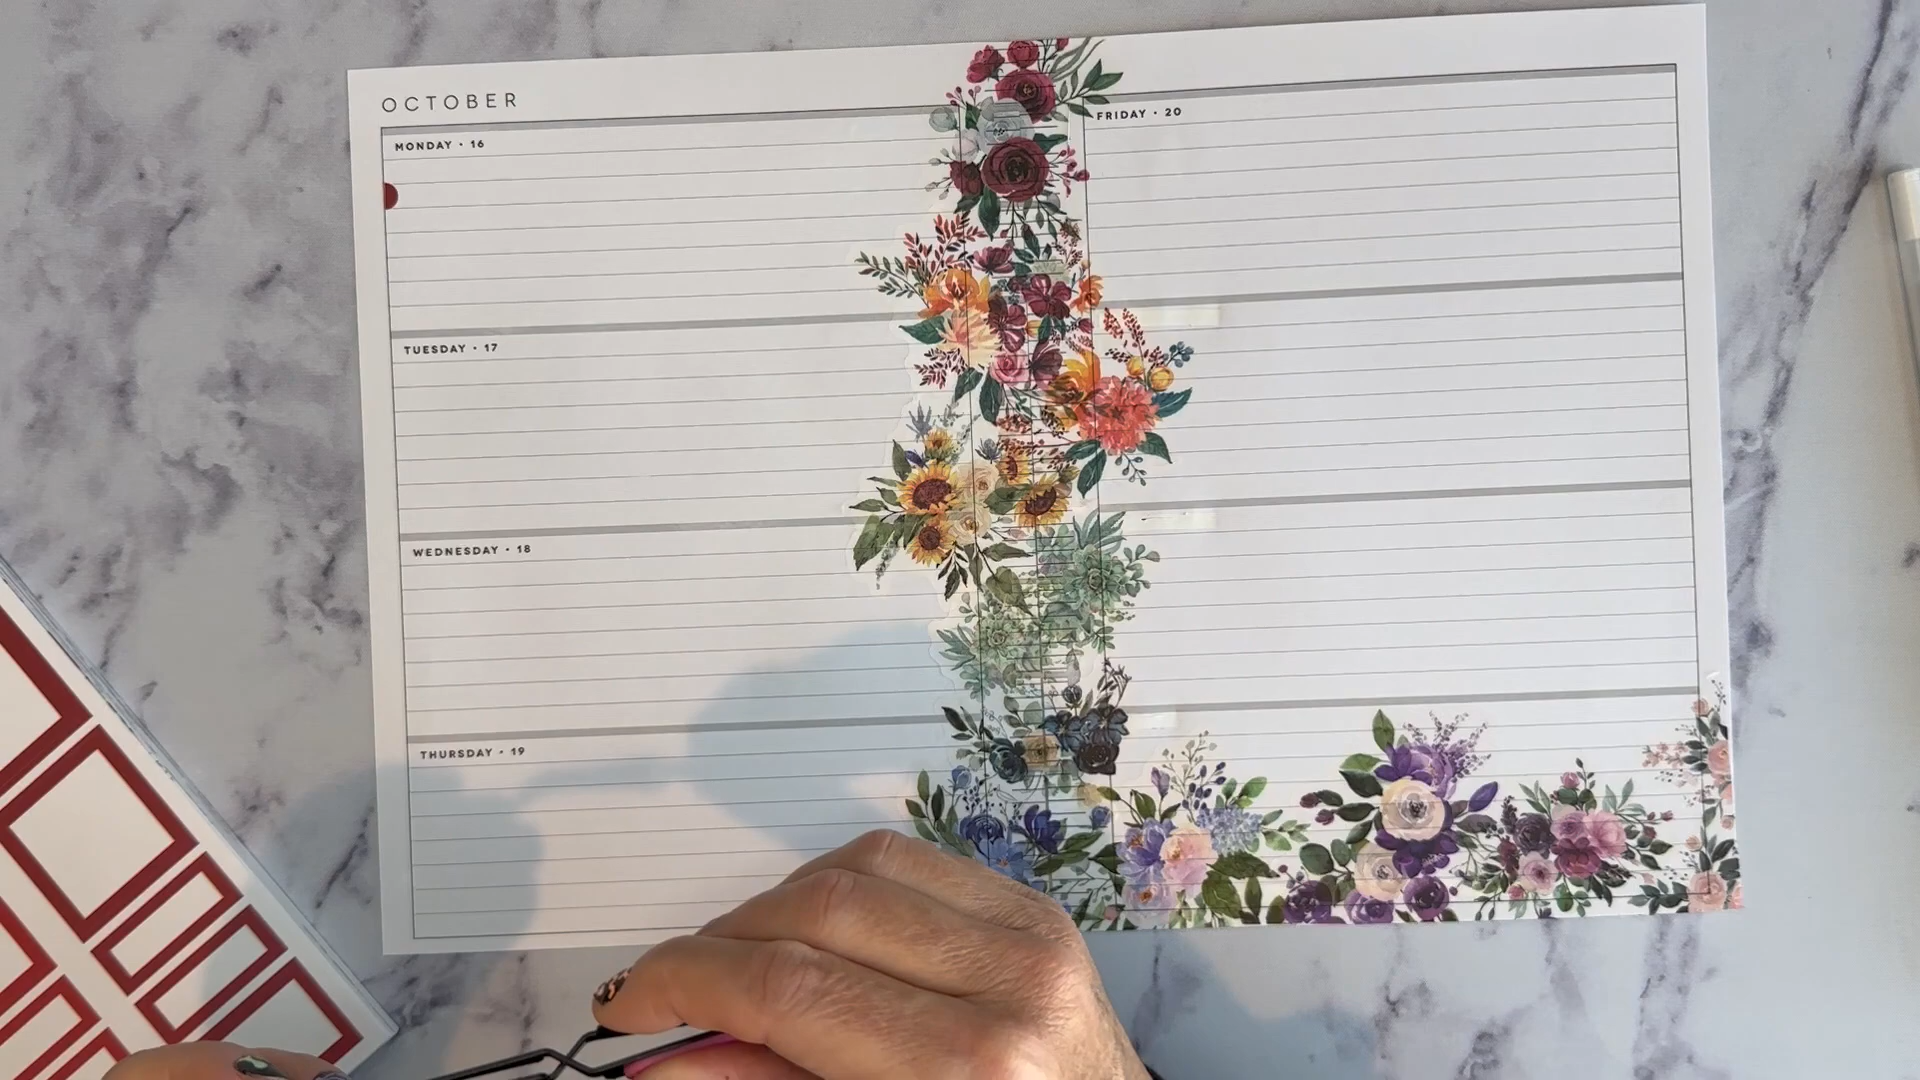 OCTOBER
MONDAY • 16
TUESDAY • 17
WEDNESDAY • 18
THURSDAY • 19
FRIDAY • 20